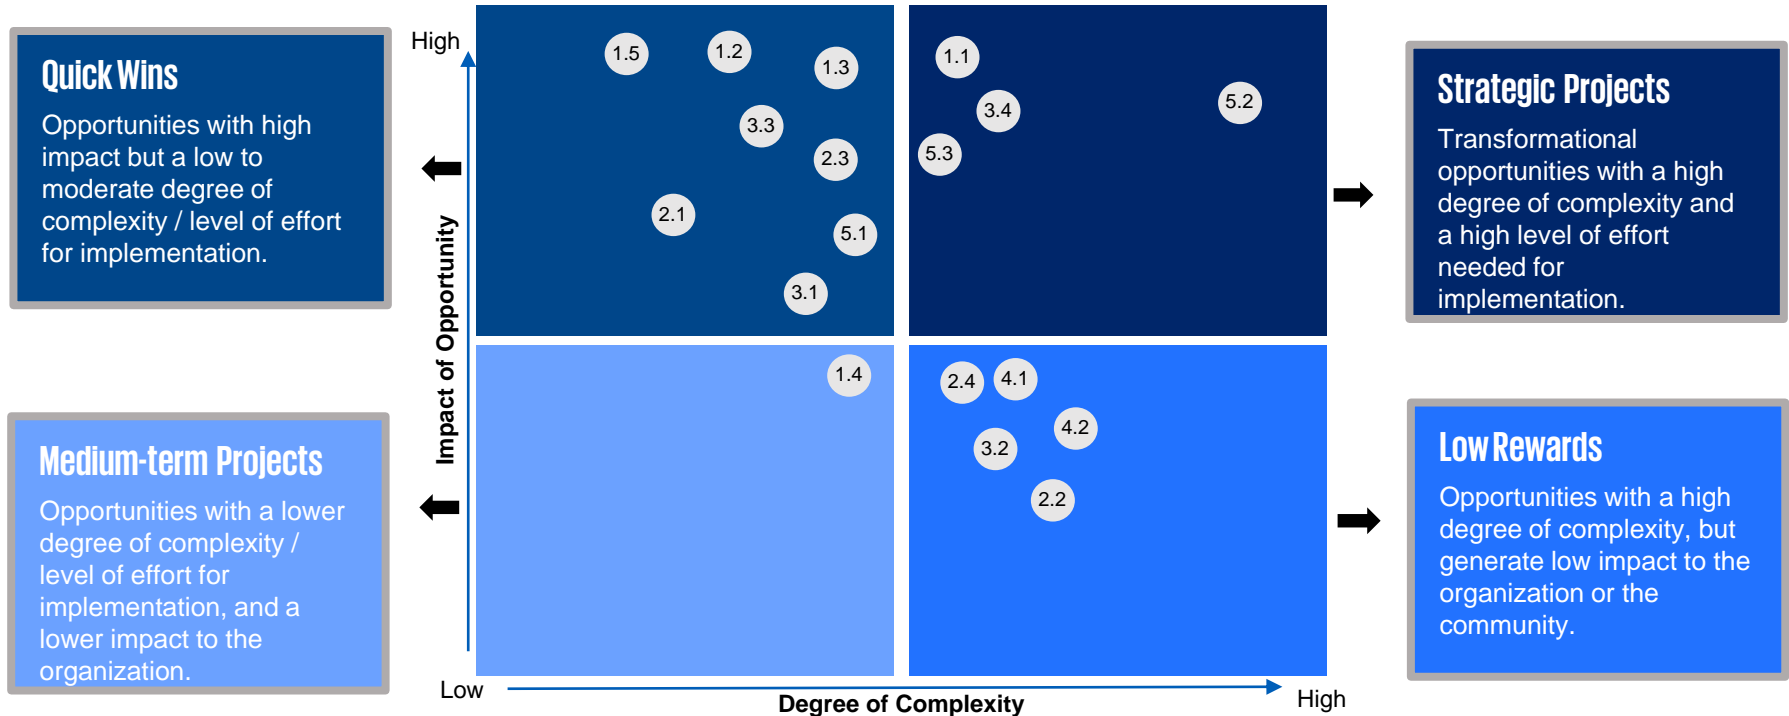 Quick Wins
Opportunities with high
impact but a low to
moderate degree of
complexity / level of effort
for implementation.
Medium-term Projects
Opportunities with a lower
degree of complexity /
level of effort for
implementation, and a
lower impact to the
organization.
High
Impact of Opportunity
Low
1.5
1.2
1.3
3.3
2.3
2.1
5.1
3.1
1.1
3.4
5.2
5.3
1.4
2.4
4.1
4.2
3.2
2.2
Degree of Complexity
High
Strategic Projects
Transformational
opportunities with a high
degree of complexity and
a high level of effort
needed for
implementation.
Low Rewards
Opportunities with a high
degree of complexity, but
generate low impact to the
organization or the
community.